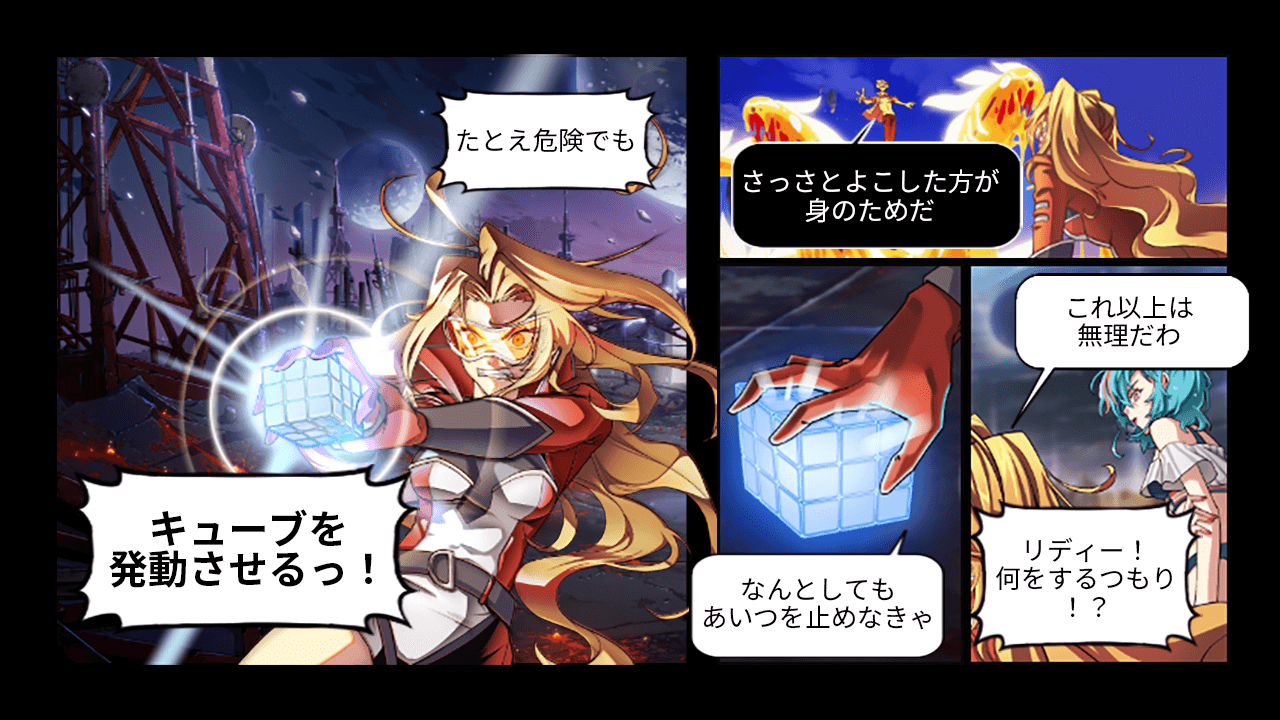 さっさとよこした方が
身のためだ
これ以上は
無理だわ
リディー！
何をするつもり
！？
なんとしても
あいつを止めなきゃ
たとえ危険でも
キューブを
発動させるっ！